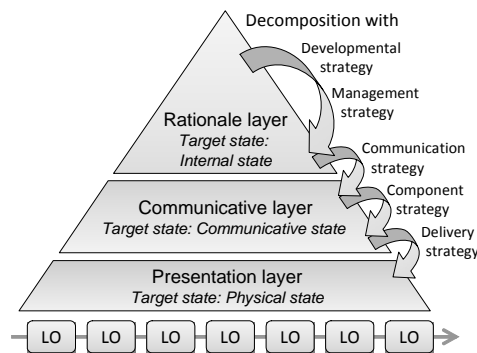 Decomposition with
Developmental
strategy
Management
strategy
Rationale layer
Target state:
Internal state
Communication
strategy
Component
strategy
Communicative layer
Target state: Communicative state
Delivery
strategy
Presentation layer
Target state: Physical state
LO LO LO LO LO LO LO